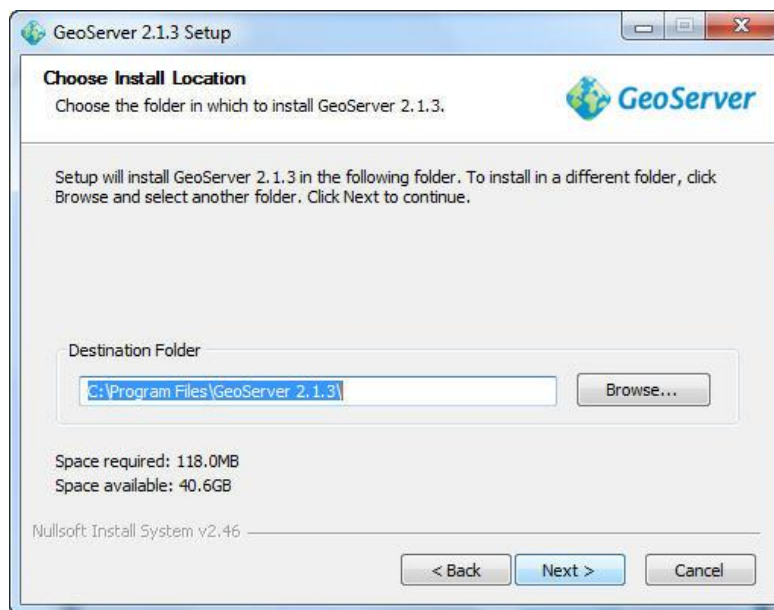 GeoServer 2.1.3 Setup
Choose Install Location
Choose the folder in which to install GeoServer 2.1.3.
GeoServer
Setup will install GeoServer 2.1.3 in the following folder. To install in a different folder, click
Browse and select another folder. Click Next to continue.
Destination Folder
C:\Program Files\GeoServer 2.1.3\
Browse...
Space required: 118.0MB
Space available: 40.6GB
Nullsoft Install System v2.46
< Back
Next >
Cancel